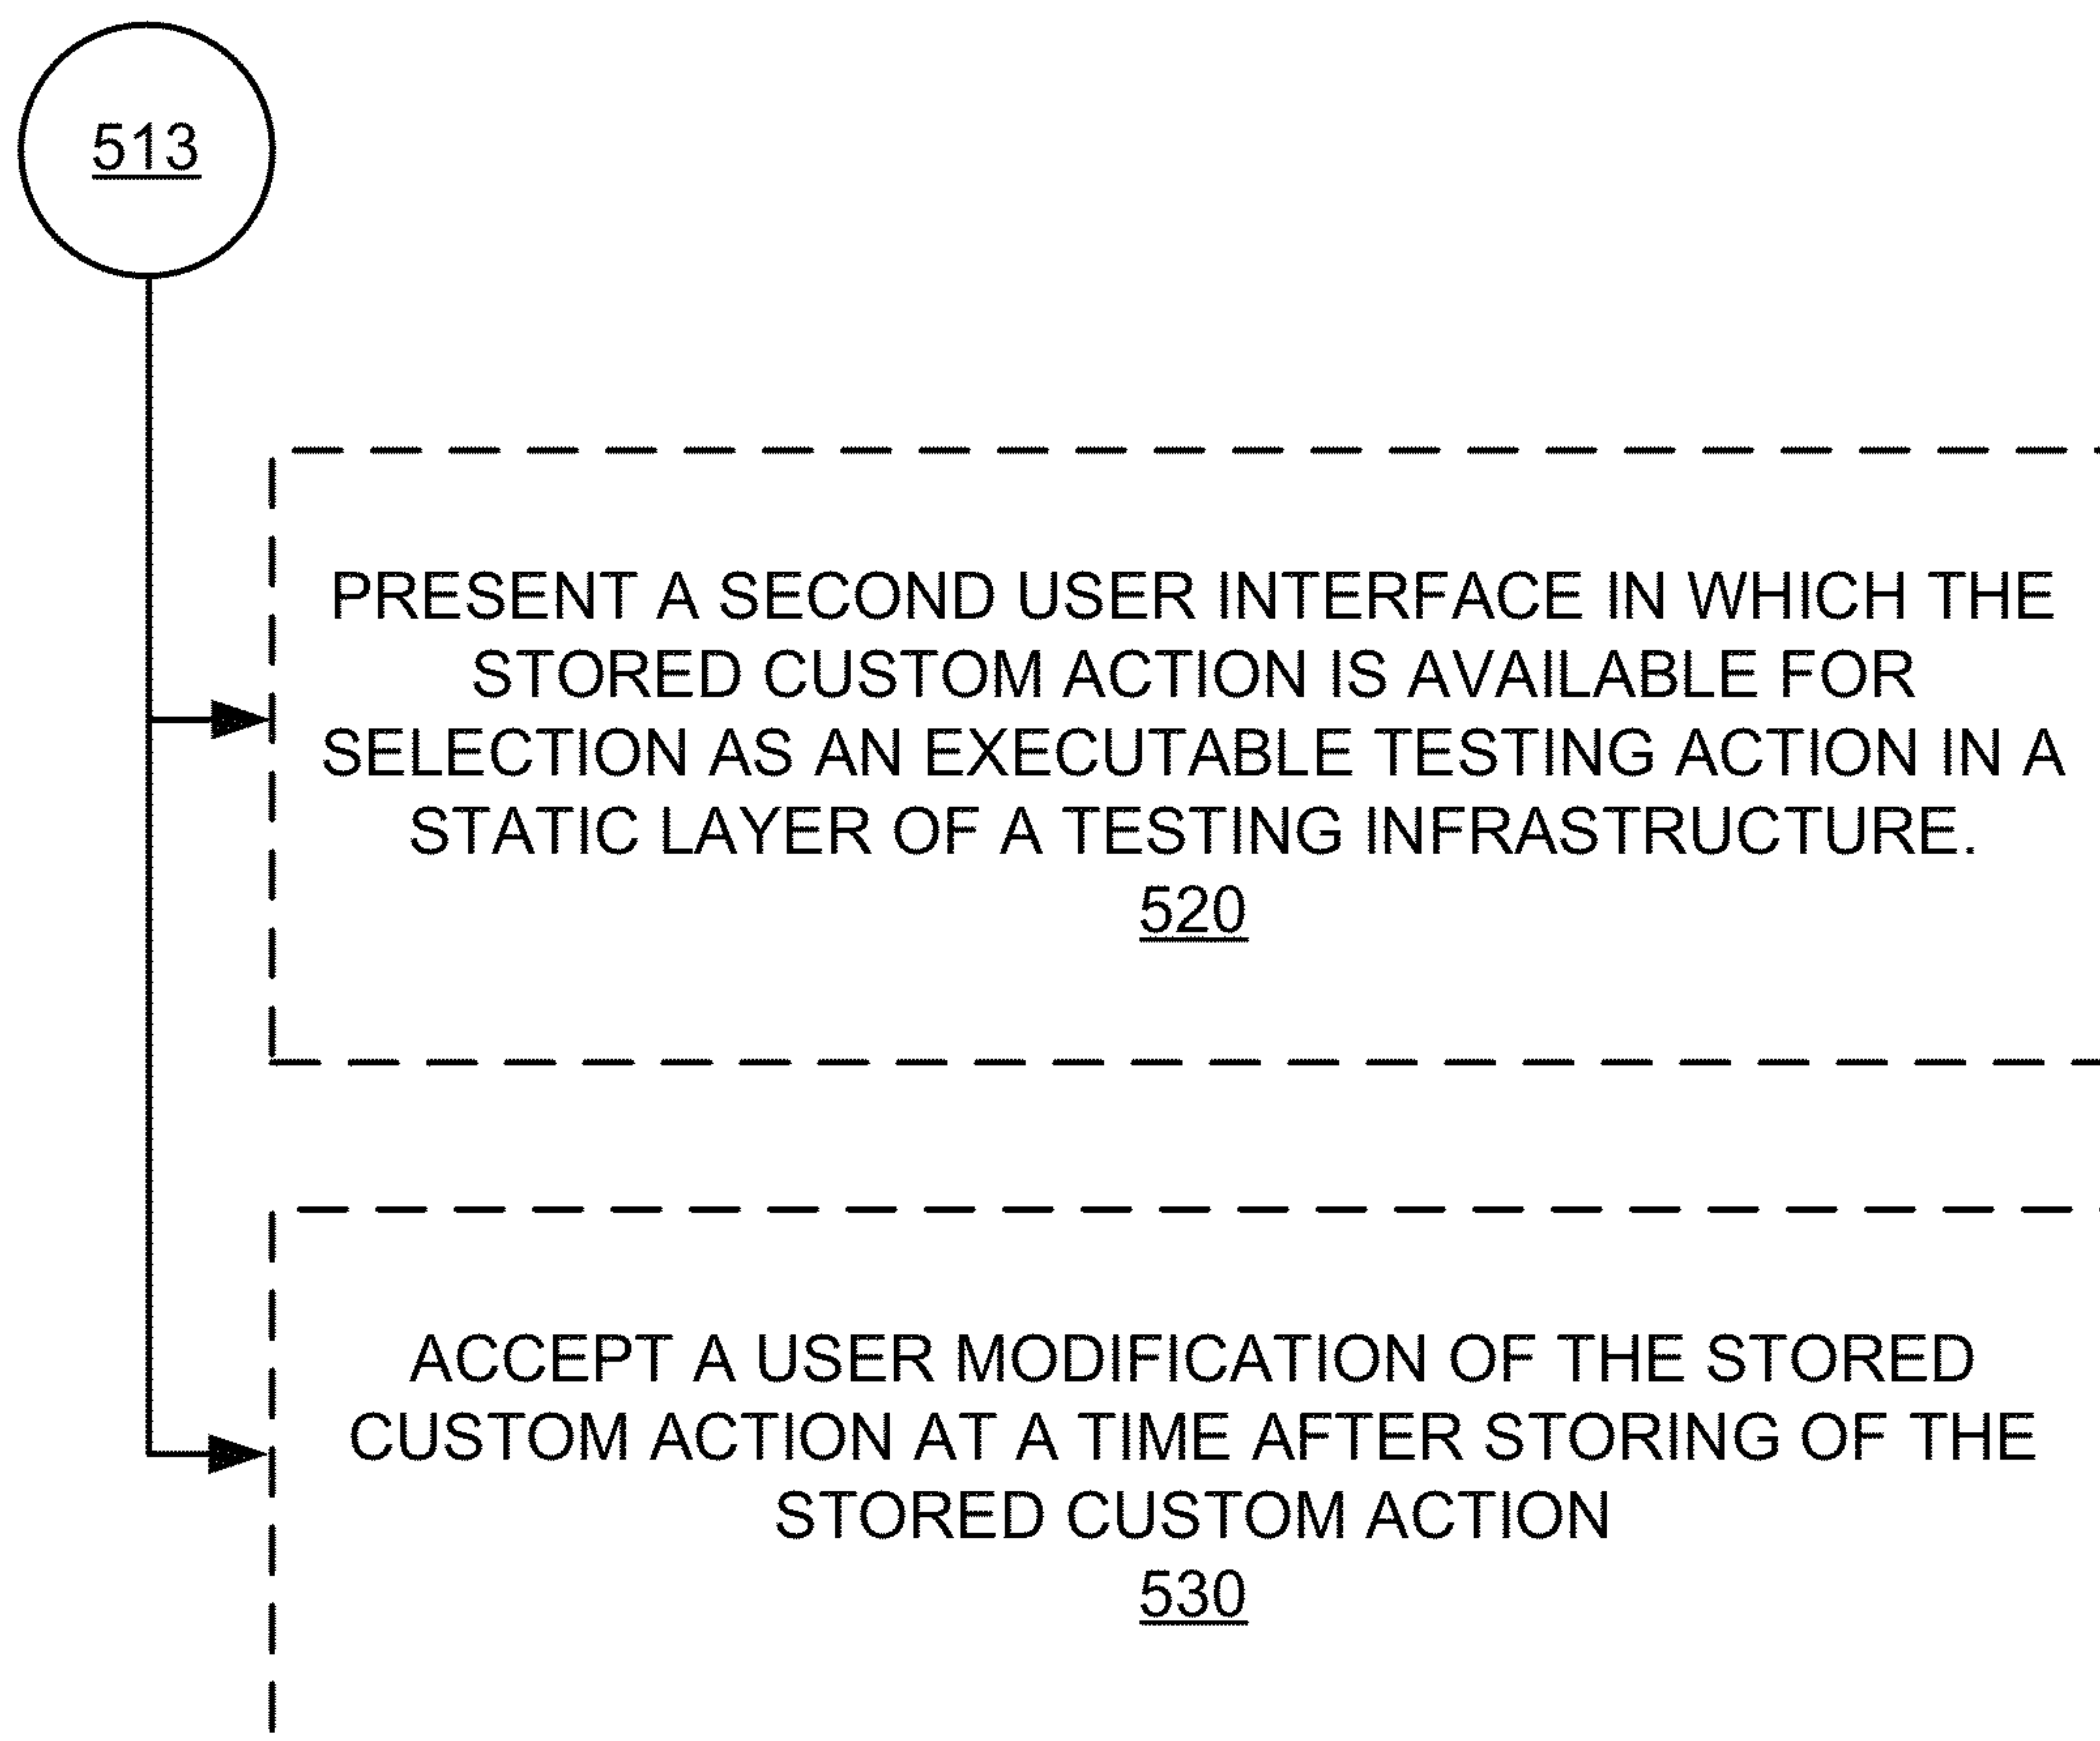 513
PRESENT A SECOND USER INTERFACE IN WHICH THE
STORED CUSTOM ACTION IS AVAILABLE FOR
SELECTION AS AN EXECUTABLE TESTING ACTION IN A
STATIC LAYER OF A TESTING INFRASTRUCTURE.
520
ACCEPT A USER MODIFICATION OF THE STORED
CUSTOM ACTION AT A TIME AFTER STORING OF THE
STORED CUSTOM ACTION
530